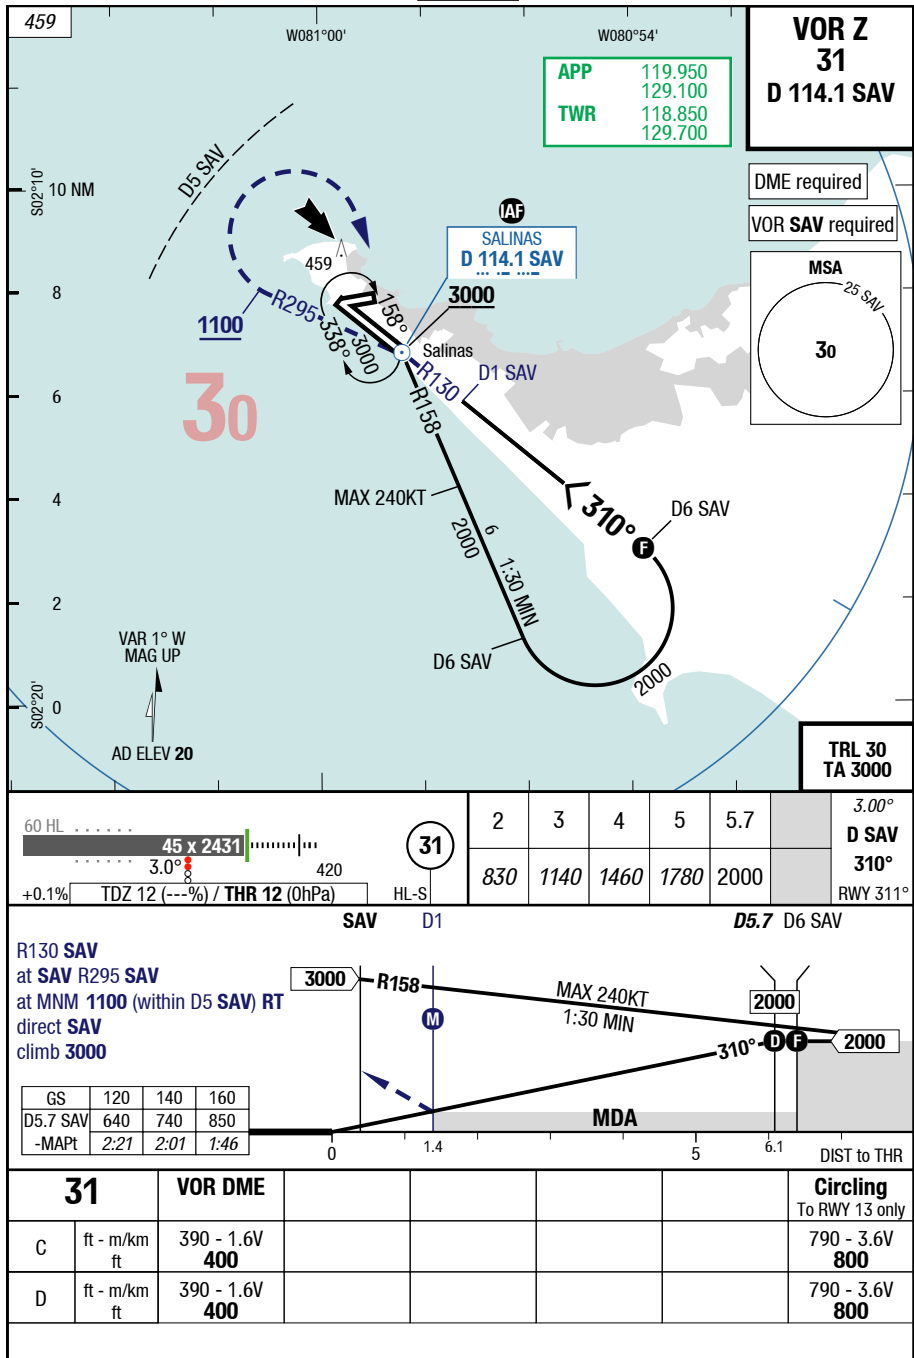 459
W081°00'
W080°54'
VOR Z
31
D 114.1 SAV
APP 119.950
129.100
TWR 118.850
129.700
DME required
VOR SAV required
MSA
25 SAV
30
D5 SAV
S02°10'
10 NM
IAF
SALINAS
D 114.1 SAV
459
3000
8
1100
R295
158°
338°
3000
Salinas
R130
D1 SAV
30
6
R158
MAX 240KT
4
310°
D6 SAV
F
6
2000
1:30 MIN
2
D6 SAV
2000
VAR 1° W
MAG UP
S02°20'
0
AD ELEV 20
TRL 30
TA 3000
60 HL
45 x 2431
3.0°
420
+0.1%
TDZ 12 (---%) / THR 12 (0hPa)
31
HL-S
2 3 4 5 5.7
830 1140 1460 1780 2000
3.00°
D SAV
310°
RWY 311°
SAV D1 D5.7 D6 SAV
R130 SAV
at SAV R295 SAV
at MNM 1100 (within D5 SAV) RT
direct SAV
climb 3000
3000
R158
MAX 240KT
1:30 MIN
2000
M
310°
D
F
2000
MDA
GS 120 140 160
D5.7 SAV 640 740 850
-MAPt 2:21 2:01 1:46
0 1.4 5 6.1 DIST to THR
31 VOR DME Circling
To RWY 13 only
C ft - m/km 390 - 1.6V 790 - 3.6V
ft 400 800
D ft - m/km 390 - 1.6V 790 - 3.6V
ft 400 800